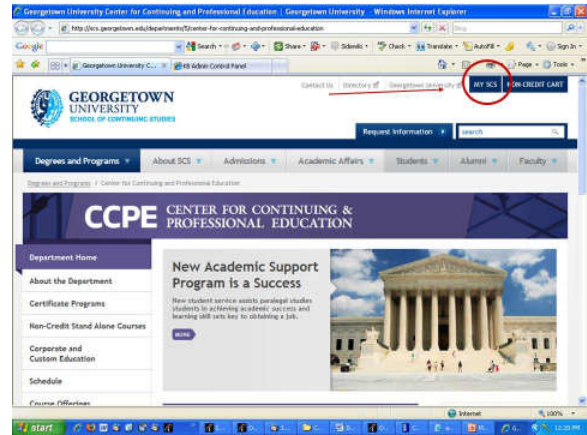 Georgetown University Center for Continuing and Professional Education | Georgetown University - Windows Internet Explorer
http://scs.georgetown.edu/departments/5/center-for-continuing-and-professional-education
Bing
Google
Search
Share
Sidewiki
Check
Translate
AutoFill
Sign In
Georgetown University C...
Admin Control Panel
Page
Tools
Contact Us
Directory
Georgetown University
MY SCS
NON-CREDIT CART
GEORGETOWN
UNIVERSITY
SCHOOL OF CONTINUING STUDIES
Request Information
search
Degrees and Programs
About SCS
Admissions
Academic Affairs
Students
Alumni
Faculty
Degrees and Programs / Center for Continuing and Professional Education
CCPE CENTER FOR CONTINUING &
PROFESSIONAL EDUCATION
Department Home
About the Department
Certificate Programs
Non-Credit Stand Alone Courses
Corporate and
Custom Education
Schedule
Course Offerings
New Academic Support
Program is a Success
New student service assists paralegal studies
students in achieving academic success and
learning skill sets key to obtaining a job.
MORE
Internet
100%
start
12:25 PM